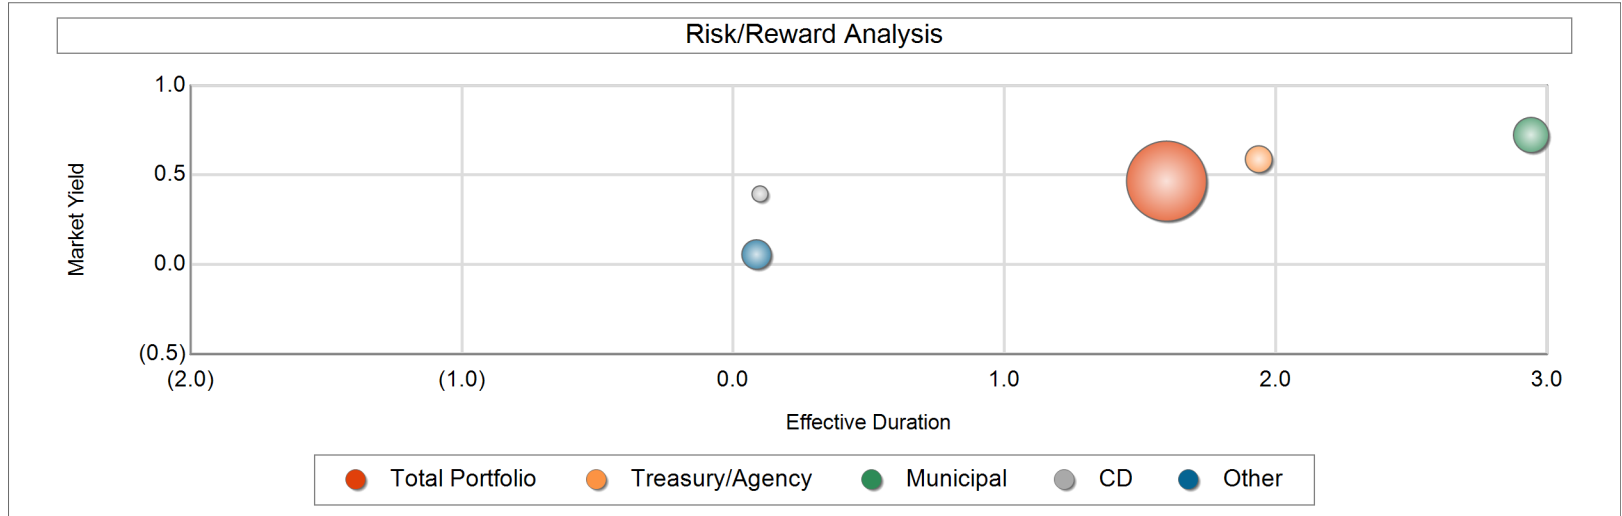 Risk/Reward Analysis
1.0
0.5
0.0
(0.5)
Market Yield
(2.0) (1.0) 0.0 1.0 2.0 3.0
Effective Duration
Total Portfolio Treasury/Agency Municipal CD Other